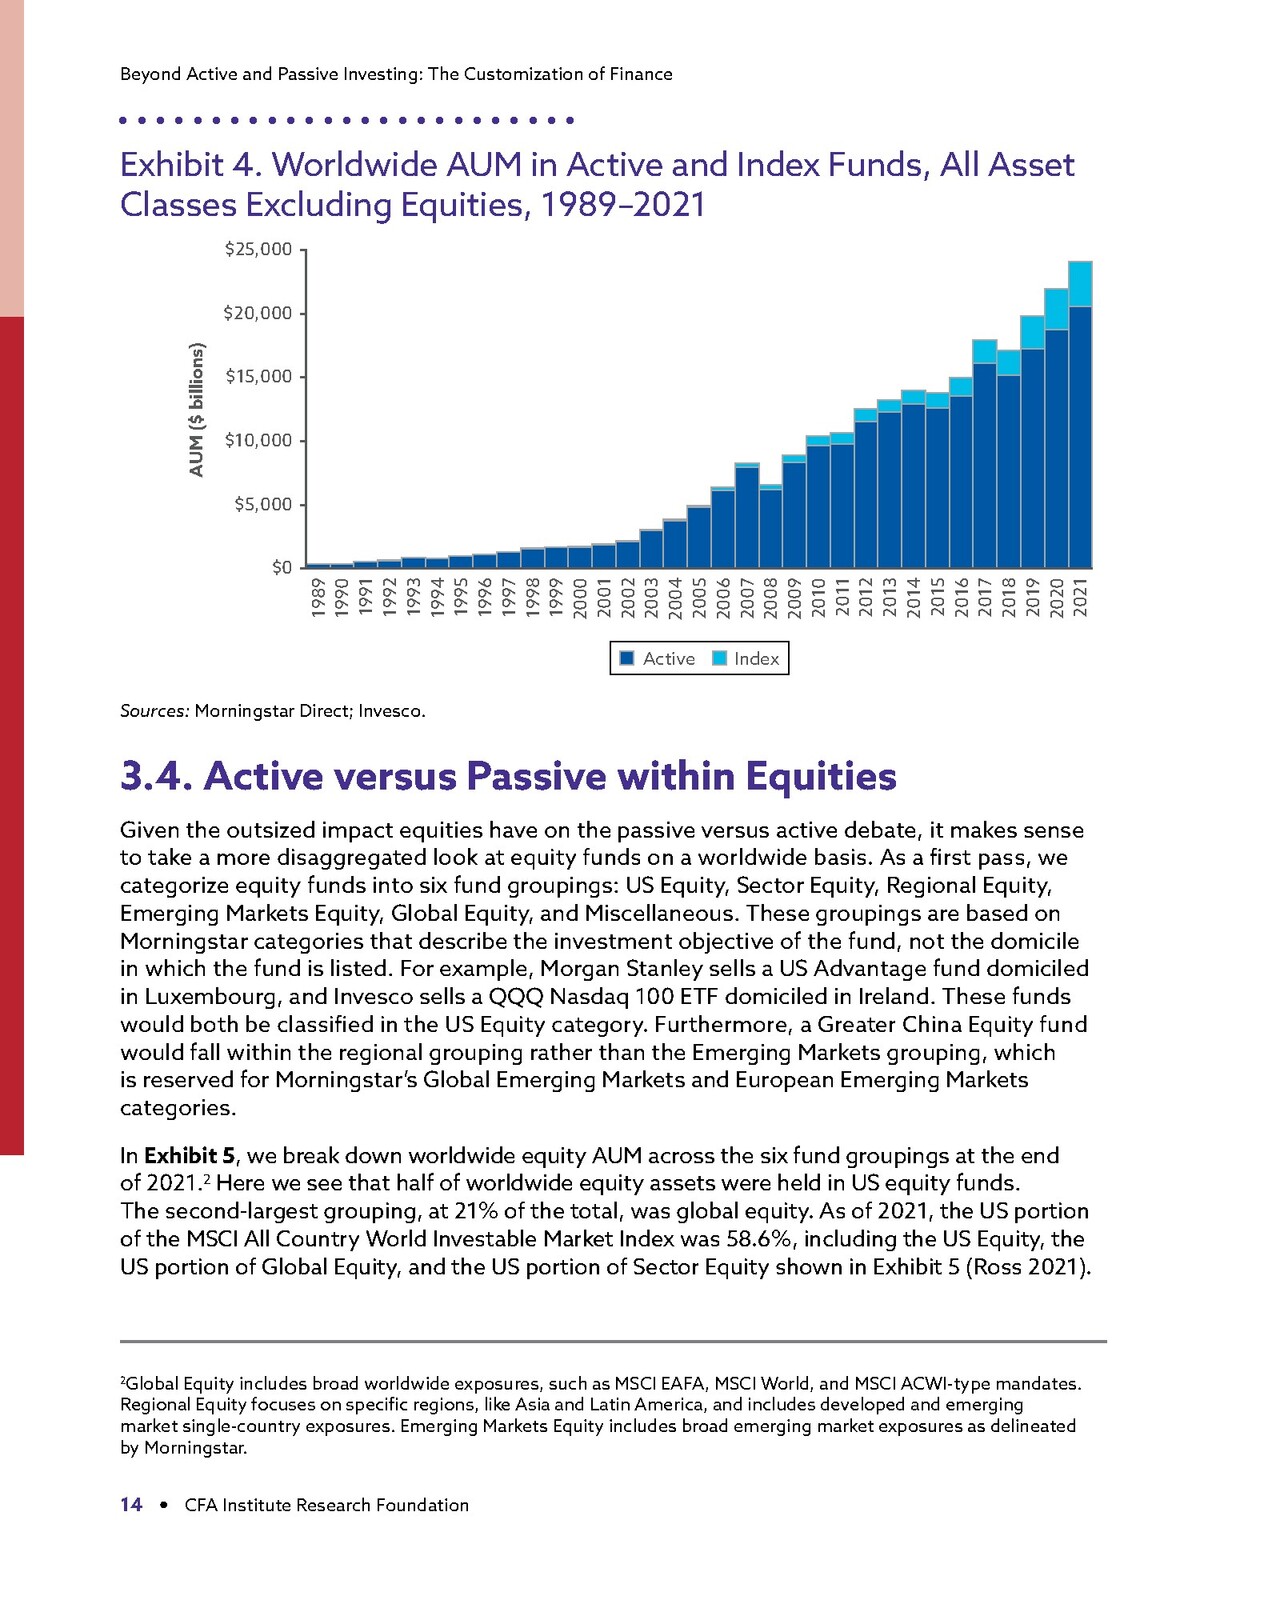 Beyond Active and Passive Investing: The Customization of Finance
Exhibit 4. Worldwide AUM in Active and Index Funds, All Asset
Classes Excluding Equities, 1989–2021
$25,000
$20,000
$15,000
$10,000
$5,000
$0
AUM ($ billions)
1989
1990
1991
1992
1993
1994
1995
1996
1997
1998
1999
2000
2001
2002
2003
2004
2005
2006
2007
2008
2009
2010
2011
2012
2013
2014
2015
2016
2017
2018
2019
2020
2021
Active Index
Sources: Morningstar Direct; Invesco.
3.4. Active versus Passive within Equities
Given the outsized impact equities have on the passive versus active debate, it makes sense
to take a more disaggregated look at equity funds on a worldwide basis. As a first pass, we
categorize equity funds into six fund groupings: US Equity, Sector Equity, Regional Equity,
Emerging Markets Equity, Global Equity, and Miscellaneous. These groupings are based on
Morningstar categories that describe the investment objective of the fund, not the domicile
in which the fund is listed. For example, Morgan Stanley sells a US Advantage fund domiciled
in Luxembourg, and Invesco sells a QQQ Nasdaq 100 ETF domiciled in Ireland. These funds
would both be classified in the US Equity category. Furthermore, a Greater China Equity fund
would fall within the regional grouping rather than the Emerging Markets grouping, which
is reserved for Morningstar's Global Emerging Markets and European Emerging Markets
categories.
In Exhibit 5, we break down worldwide equity AUM across the six fund groupings at the end
of 2021.² Here we see that half of worldwide equity assets were held in US equity funds.
The second-largest grouping, at 21% of the total, was global equity. As of 2021, the US portion
of the MSCI All Country World Investable Market Index was 58.6%, including the US Equity, the
US portion of Global Equity, and the US portion of Sector Equity shown in Exhibit 5 (Ross 2021).
²Global Equity includes broad worldwide exposures, such as MSCI EAFA, MSCI World, and MSCI ACWI-type mandates.
Regional Equity focuses on specific regions, like Asia and Latin America, and includes developed and emerging
market single-country exposures. Emerging Markets Equity includes broad emerging market exposures as delineated
by Morningstar.
14 • CFA Institute Research Foundation